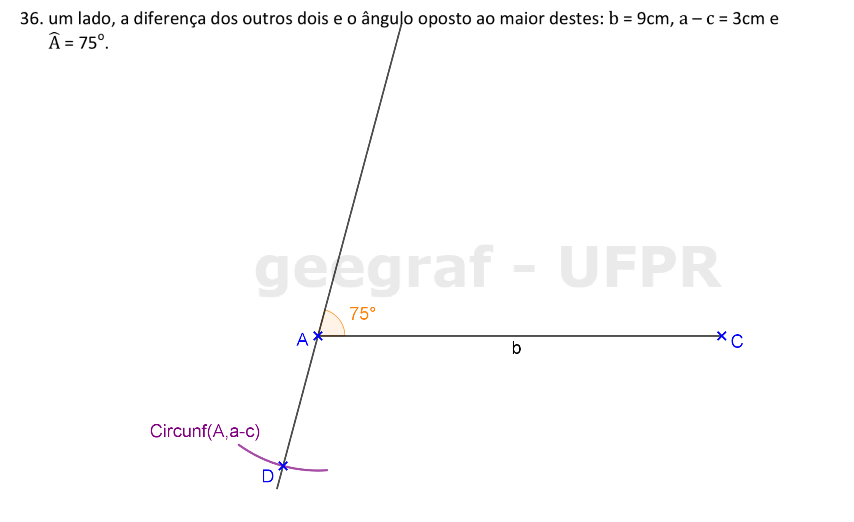 36. um lado, a diferença dos outros dois e o ângulo oposto ao maior destes: b = 9cm, a – c = 3cm e
Â = 75°.
geegraf - UFPR
75°
A
C
b
Circunf(A,a-c)
D